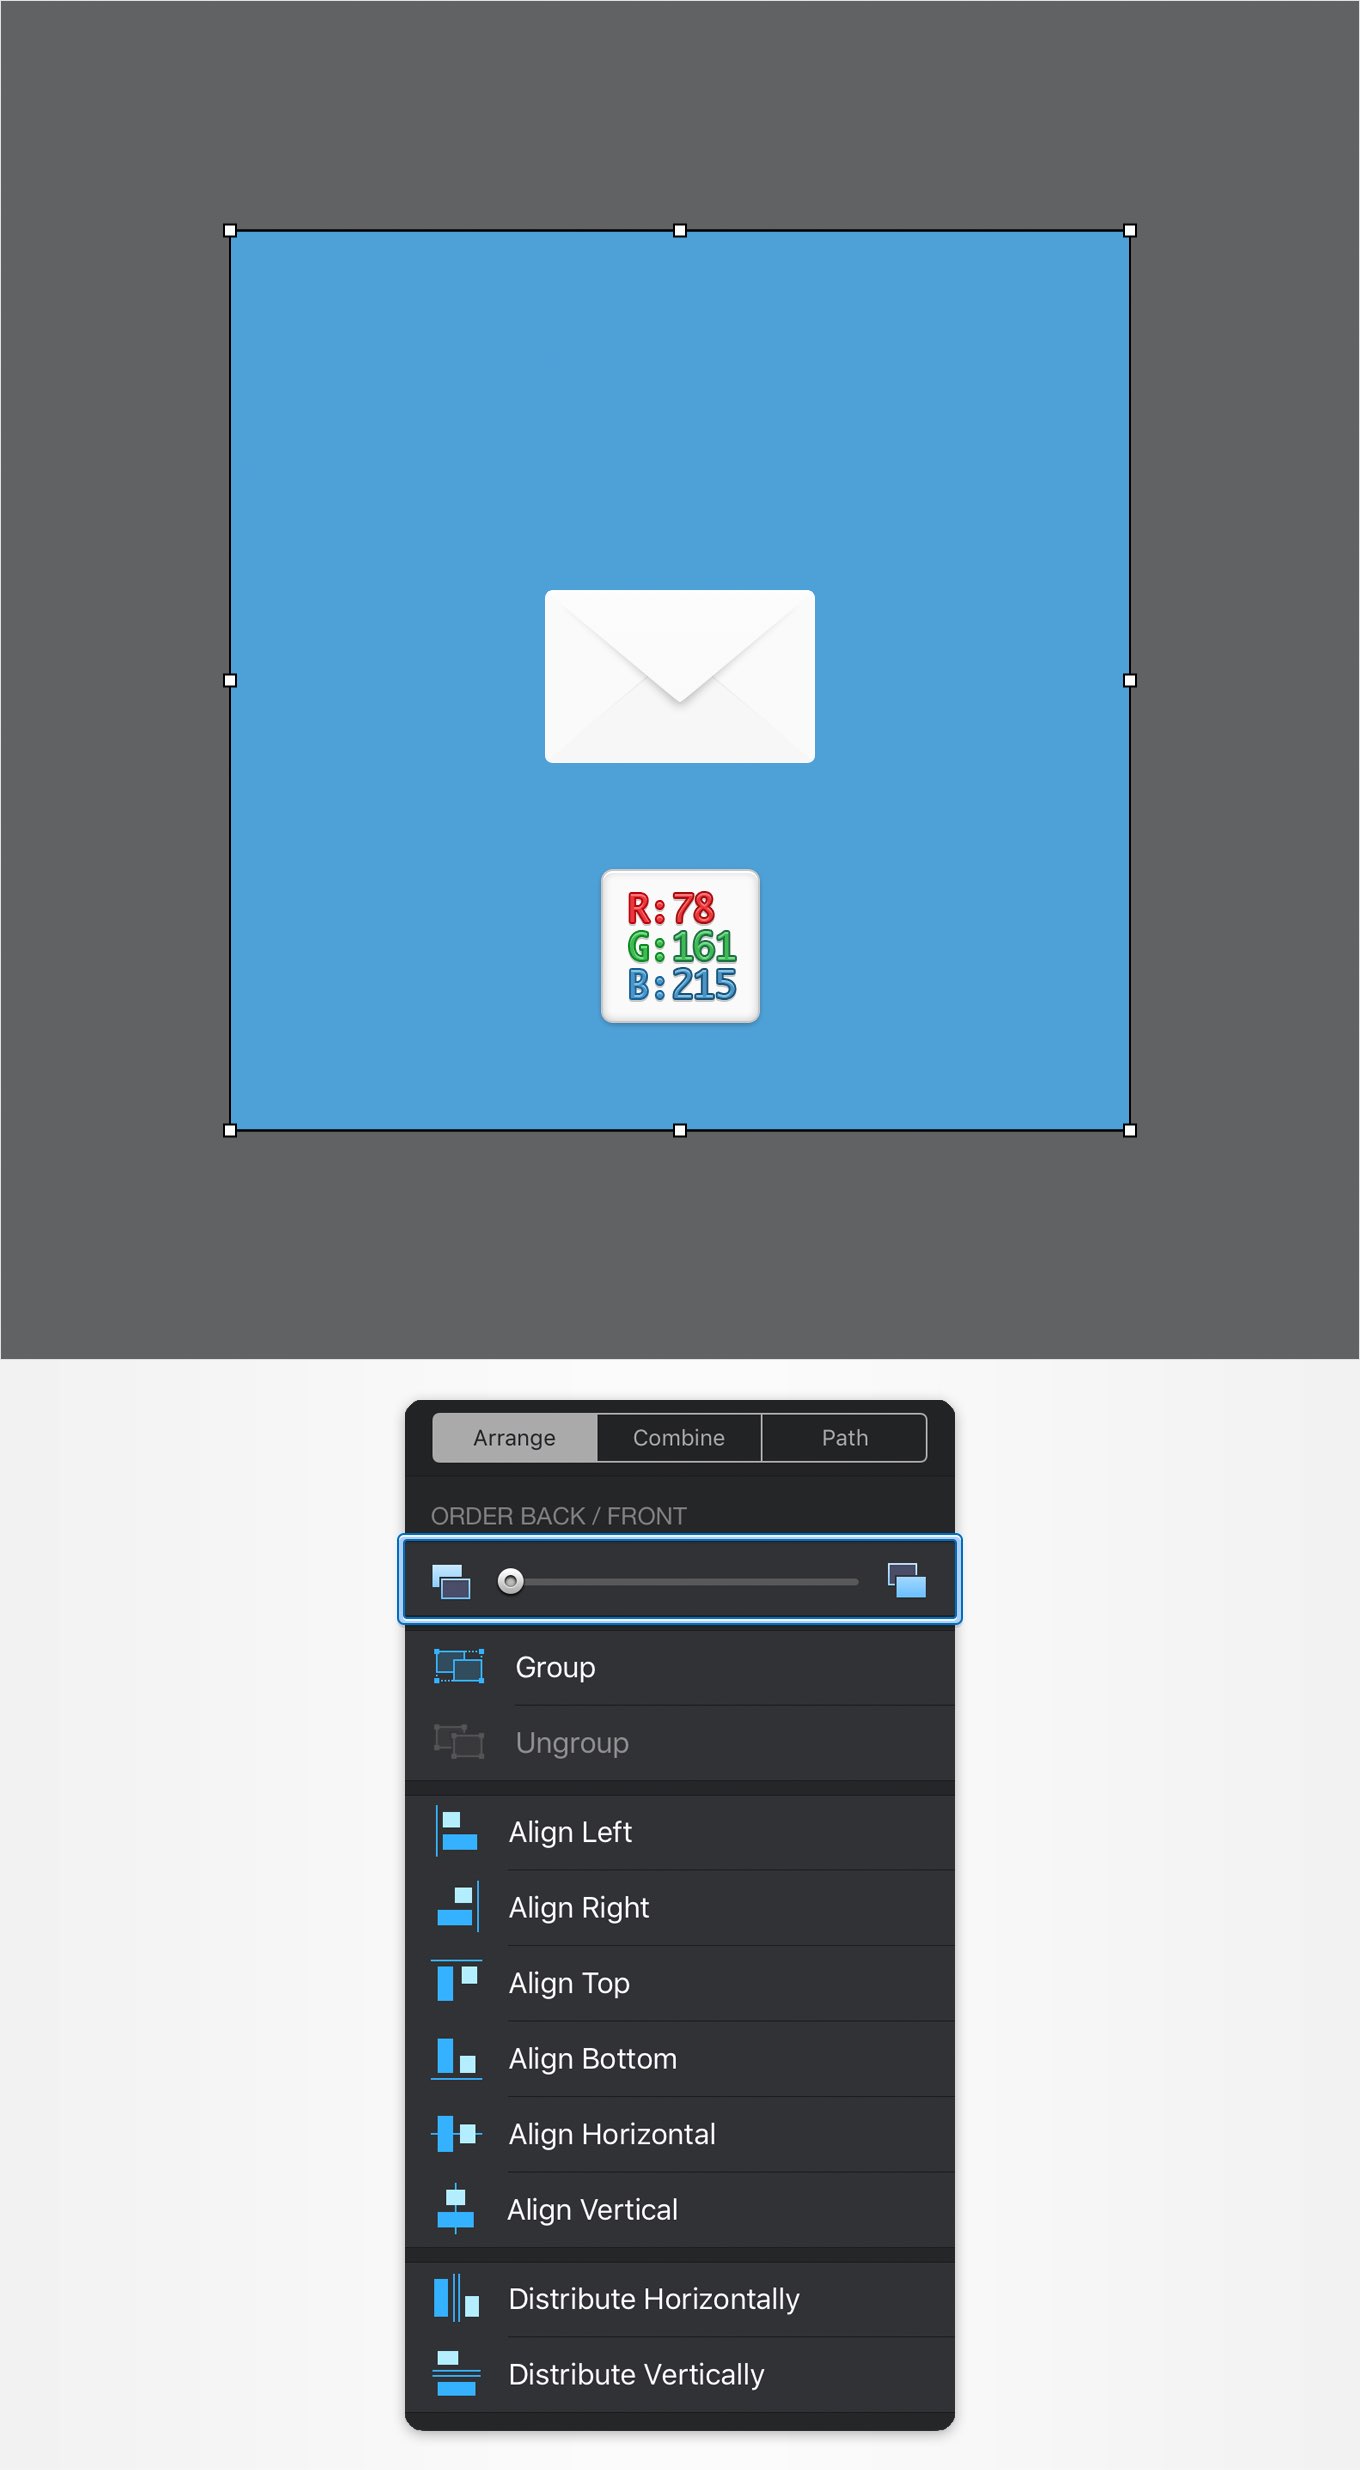 R:78
G:161
B:215
Arrange
Combine
Path
ORDER BACK / FRONT
Group
Ungroup
Align Left
Align Right
Align Top
Align Bottom
Align Horizontal
Align Vertical
Distribute Horizontally
Distribute Vertically